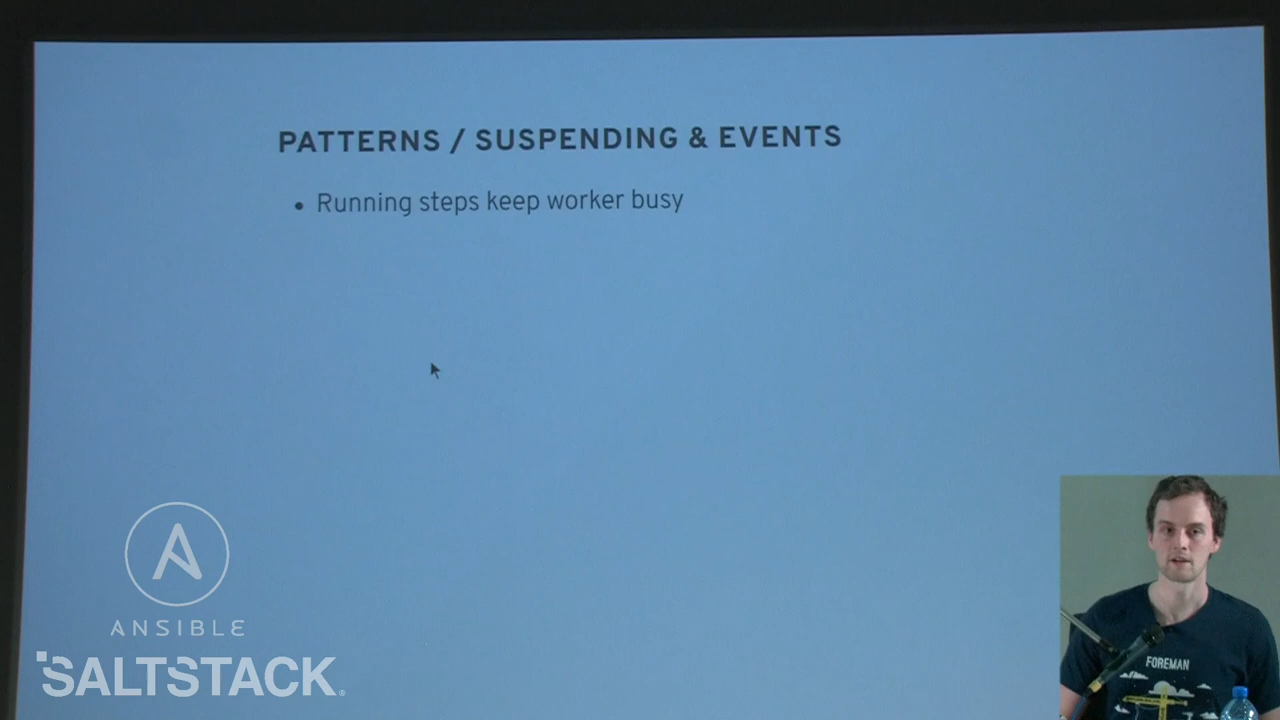 PATTERNS / SUSPENDING & EVENTS
• Running steps keep worker busy
ANSIBLE
SALTSTACK®
FOREMAN